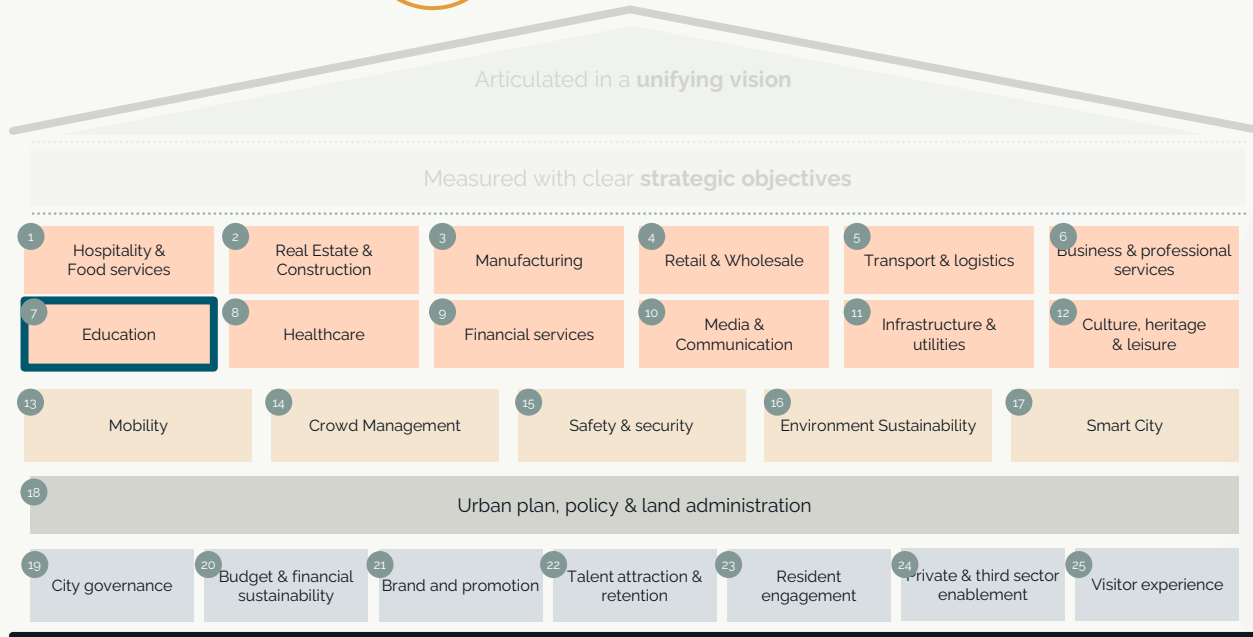 Articulated in a unifying vision
Measured with clear strategic objectives
1
Hospitality &
Food services
2
Real Estate &
Construction
3
Manufacturing
4
Retail & Wholesale
5
Transport & logistics
6
Business & professional
services
7
Education
8
Healthcare
9
Financial services
10
Media &
Communication
11
Infrastructure &
utilities
12
Culture, heritage
& leisure
13
Mobility
14
Crowd Management
15
Safety & security
16
Environment Sustainability
17
Smart City
18
Urban plan, policy & land administration
19
City governance
20
Budget & financial
sustainability
21
Brand and promotion
22
Talent attraction &
retention
23
Resident
engagement
24
Private & third sector
enablement
25
Visitor experience